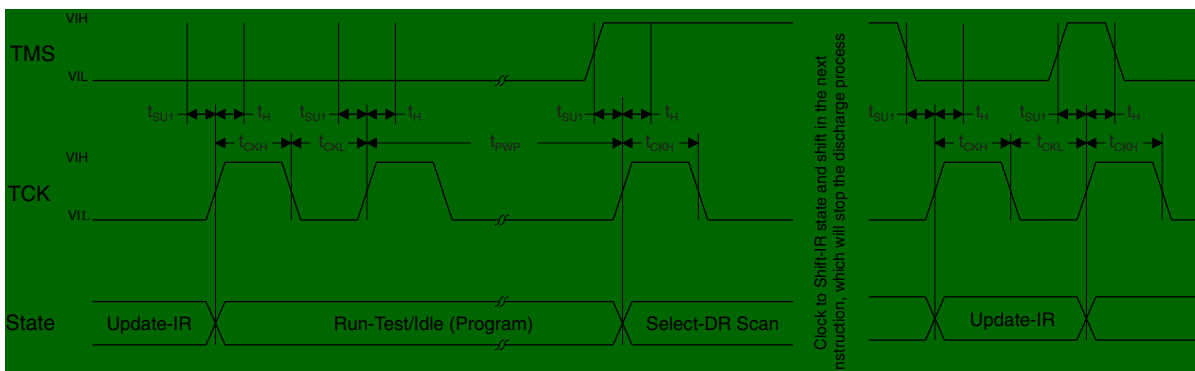 VIH
TMS
VIL
tSU1 tH tSU1 tH tSU1 tH tSU1 tH tSU1 tH
tCKH tCKL tPWP tCKH tCKH tCKL tCKH
VIH
TCK
VIL
Clock to Shift-IR state and shift in the next
nstruction, which will stop the discharge process
State Update-IR Run-Test/Idle (Program) Select-DR Scan Update-IR